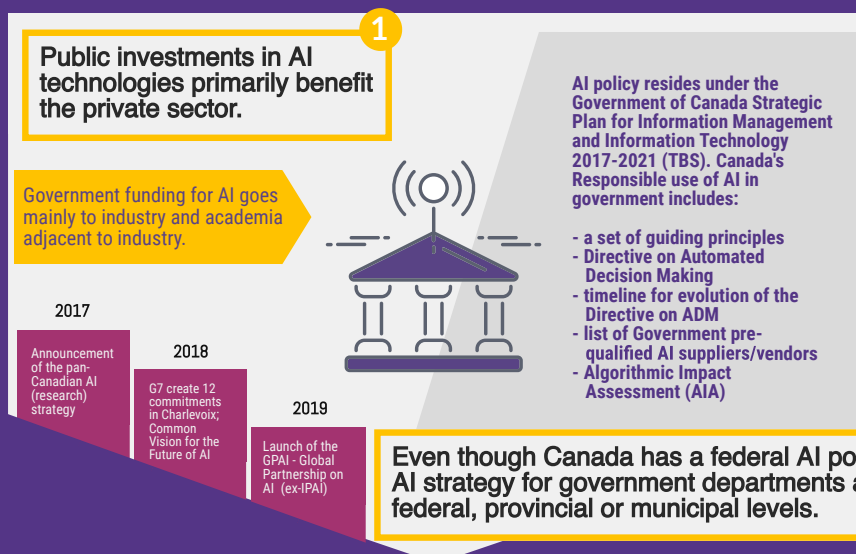 1
Public investments in AI
technologies primarily benefit
the private sector.
Government funding for AI goes
mainly to industry and academia
adjacent to industry.
2017
Announcement
of the pan-
Canadian AI
(research)
strategy
2018
G7 create 12
commitments
in Charlevoix;
Common
Vision for the
Future of AI
2019
Launch of the
GPAI - Global
Partnership on
AI (ex-IPAI)
AI policy resides under the
Government of Canada Strategic
Plan for Information Management
and Information Technology
2017-2021 (TBS). Canada's
Responsible use of AI in
government includes:
- a set of guiding principles
- Directive on Automated
Decision Making
- timeline for evolution of the
Directive on ADM
- list of Government pre-
qualified AI suppliers/vendors
- Algorithmic Impact
Assessment (AIA)
Even though Canada has a federal AI po
AI strategy for government departments a
federal, provincial or municipal levels.